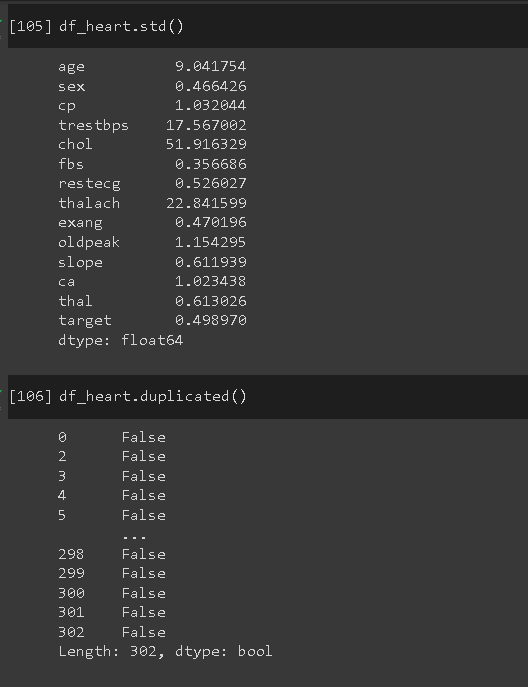 [105] df_heart.std()
age 9.041754
sex 0.466426
cp 1.032044
trestbps 17.567002
chol 51.916329
fbs 0.356686
restecg 0.526027
thalach 22.841599
exang 0.470196
oldpeak 1.154295
slope 0.611939
ca 1.023438
thal 0.613026
target 0.498970
dtype: float64
[106] df_heart.duplicated()
0 False
2 False
3 False
4 False
5 False
...
298 False
299 False
300 False
301 False
302 False
Length: 302, dtype: bool